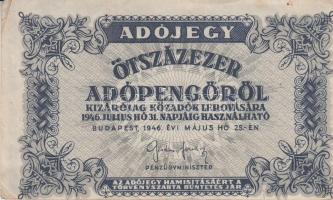 ADÓJEGY
ÖTSZÁZEZER
ADÓPENGŐRŐL
KIZÁRÓLAG KÖZADÓK LEROVÁSÁRA
1946. JULIUS HÓ 31. NAPJÁIG HASZNÁLHATÓ
BUDAPEST, 1946. ÉVI MÁJUS HÓ 25-ÉN
PÉNZÜGYMINISZTER
AZ ADÓJEGY HAMISÍTÁSÁÉRT A
TÖRVÉNYSZABTA BÜNTETÉS JÁR.